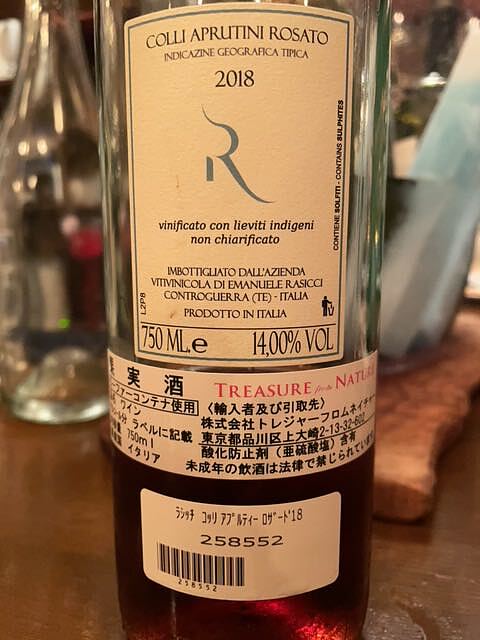 COLLI APRUTINI ROSATO
INDICAZINE GEOGRAFICA TIPICA
2018
R
CONTIENE SOLFITI - CONTAINS SULPHITES
vinificato con lieviti indigeni
non chiarificato
IMBOTTIGLIATO DALL'AZIENDA
VITIVINICOLA DI EMANUELE RASICCI
CONTROGUERRA (TE) - ITALIA
PRODOTTO IN ITALIA
L2P8
750 ML.e 14,00% VOL
果実酒 TREASURE from NATURE
コンテナ使用 〈輸入者及び引取先〉
ワイン 株式会社トレジャーフロムネイチャー
ラベルに記載 東京都品川区上大崎2-13-32-602
750ml 酸化防止剤(亜硫酸塩)含有
イタリア 未成年の飲酒は法律で禁じられています
ラシッチ コッリ アプルティー ロザート'18
258552
258552